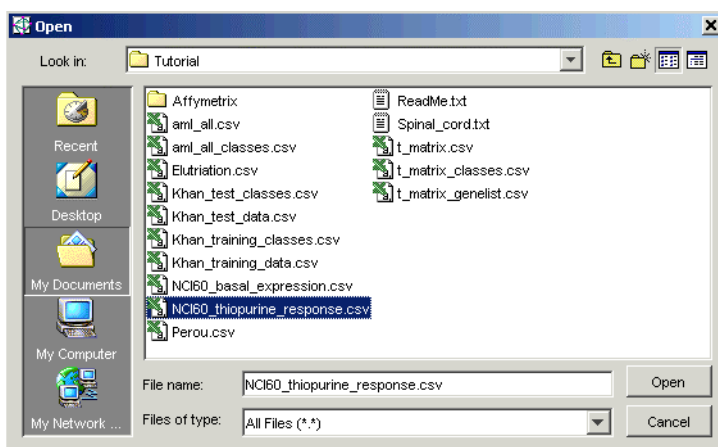 Open
Look in:
Tutorial
Recent
Desktop
My Documents
My Computer
My Network ...
Affymetrix
aml_all.csv
aml_all_classes.csv
Elutriation.csv
Khan_test_classes.csv
Khan_test_data.csv
Khan_training_classes.csv
Khan_training_data.csv
NCI60_basal_expression.csv
NCI60_thiopurine_response.csv
Perou.csv
ReadMe.txt
Spinal_cord.txt
t_matrix.csv
t_matrix_classes.csv
t_matrix_genelist.csv
File name:
NCI60_thiopurine_response.csv
Open
Files of type:
All Files (*.*)
Cancel